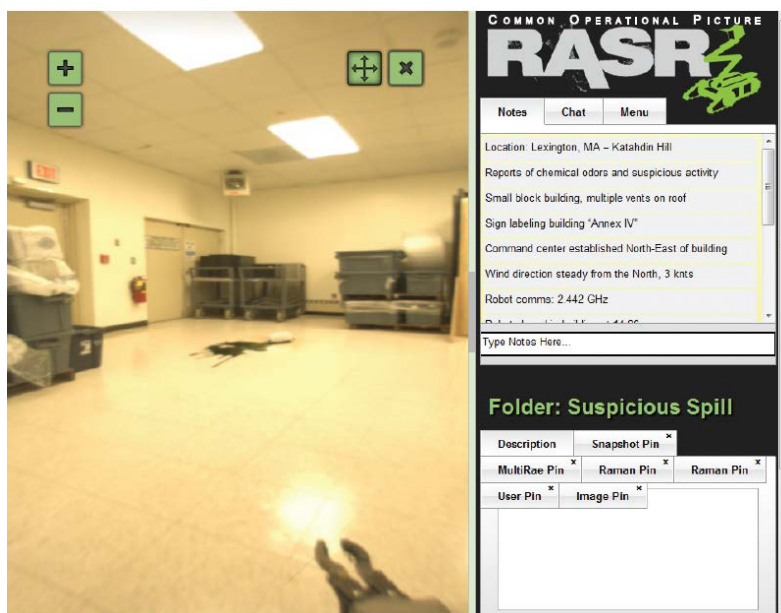 COMMON OPERATIONAL PICTURE
RASR
Notes Chat Menu
Location: Lexington, MA – Katahdin Hill
Reports of chemical odors and suspicious activity
Small block building, multiple vents on roof
Sign labeling building "Annex IV"
Command center established North-East of building
Wind direction steady from the North, 3 knts
Robot comms: 2.442 GHz
Type Notes Here...
EXIT
Folder: Suspicious Spill
Description Snapshot Pin x
MultiRae Pin x Raman Pin x Raman Pin x
User Pin x Image Pin x